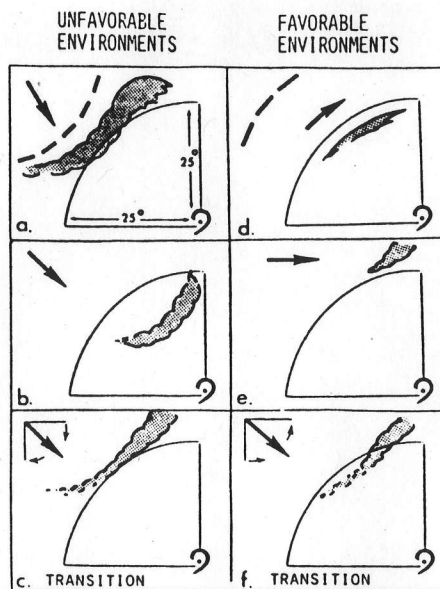 UNFAVORABLE
ENVIRONMENTS
FAVORABLE
ENVIRONMENTS
25°
25°
a.
d.
b.
e.
c. TRANSITION
f. TRANSITION